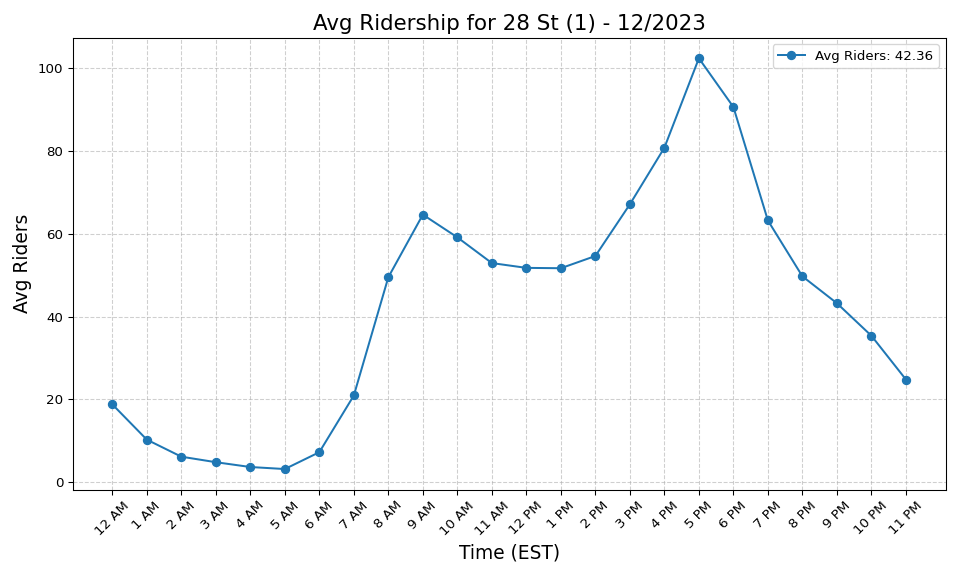 Avg Ridership for 28 St (1) - 12/2023
Avg Riders: 42.36
Avg Riders
100
80
60
40
20
0
12 AM
1 AM
2 AM
3 AM
4 AM
5 AM
6 AM
7 AM
8 AM
9 AM
10 AM
11 AM
12 PM
1 PM
2 PM
3 PM
4 PM
5 PM
6 PM
7 PM
8 PM
9 PM
10 PM
11 PM
Time (EST)